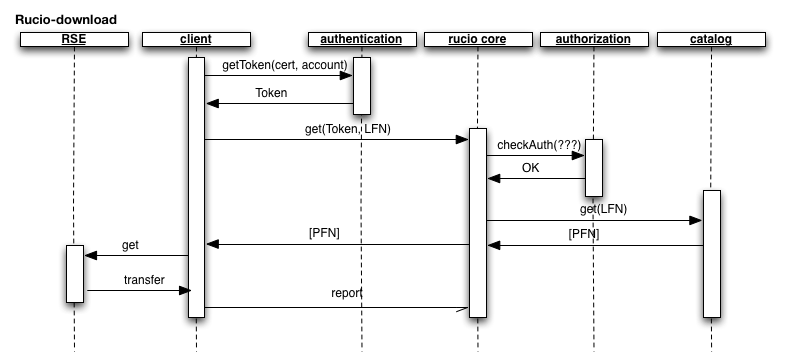 Rucio-download
RSE
client
authentication
rucio core
authorization
catalog
getToken(cert, account)
Token
get(Token, LFN)
checkAuth(???)
OK
get(LFN)
[PFN]
[PFN]
get
transfer
report